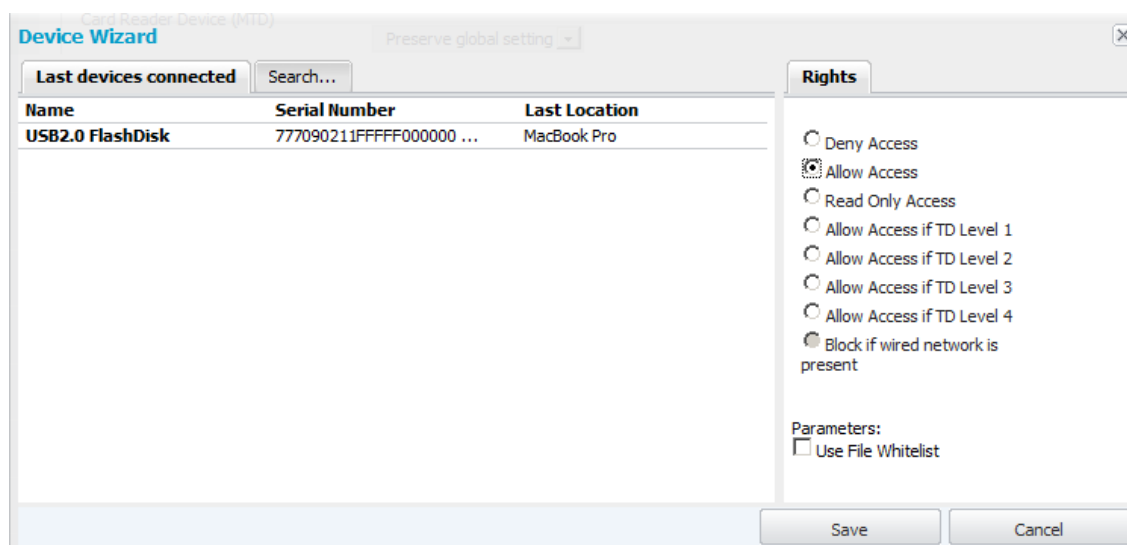 Card Reader Device (MTD)
Device Wizard
Preserve global setting
Last devices connected
Search...
Rights
Name Serial Number Last Location
USB2.0 FlashDisk 777090211FFFFF000000 ... MacBook Pro
Deny Access
Allow Access
Read Only Access
Allow Access if TD Level 1
Allow Access if TD Level 2
Allow Access if TD Level 3
Allow Access if TD Level 4
Block if wired network is
present
Parameters:
Use File Whitelist
Save
Cancel